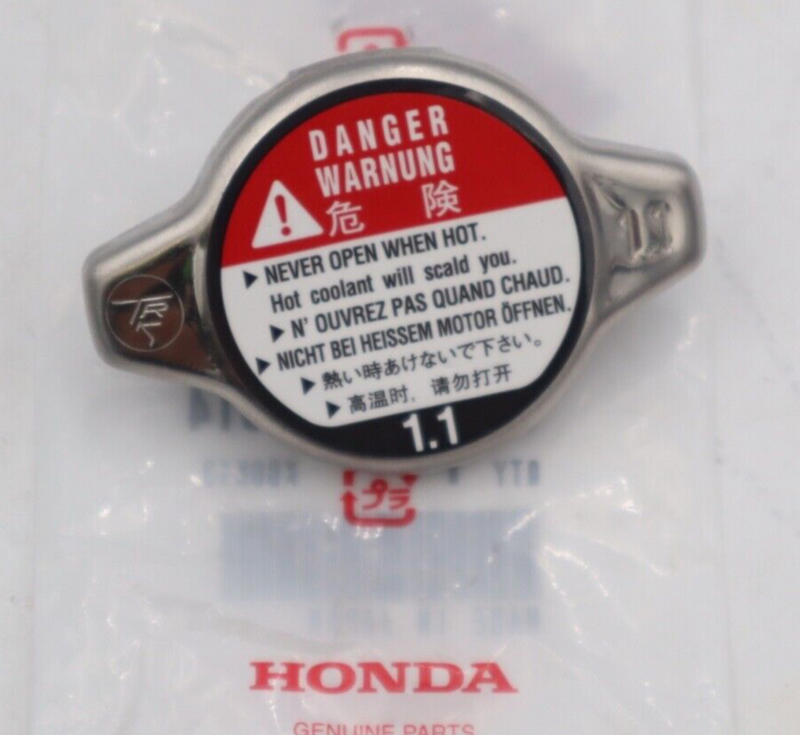 DANGER
WARNUNG
危険
NEVER OPEN WHEN HOT.
Hot coolant will scald you.
N' OUVREZ PAS QUAND CHAUD.
NICHT BEI HEISSEM MOTOR ÖFFNEN.
熱い時あけないで下さい。
高温时，请勿打开
1.1
プラ
HONDA
GENUINE PARTS